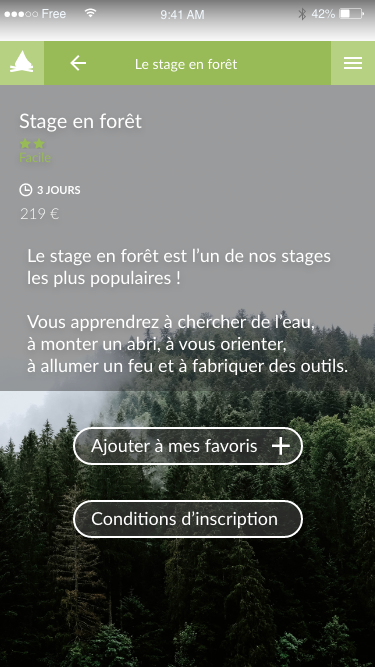 Free 9:41 AM 42%
Le stage en forêt
Stage en forêt
Facile
3 JOURS
219 €
Le stage en forêt est l’un de nos stages
les plus populaires !
Vous apprendrez à chercher de l’eau,
à monter un abri, à vous orienter,
à allumer un feu et à fabriquer des outils.
Ajouter à mes favoris
Conditions d’inscription